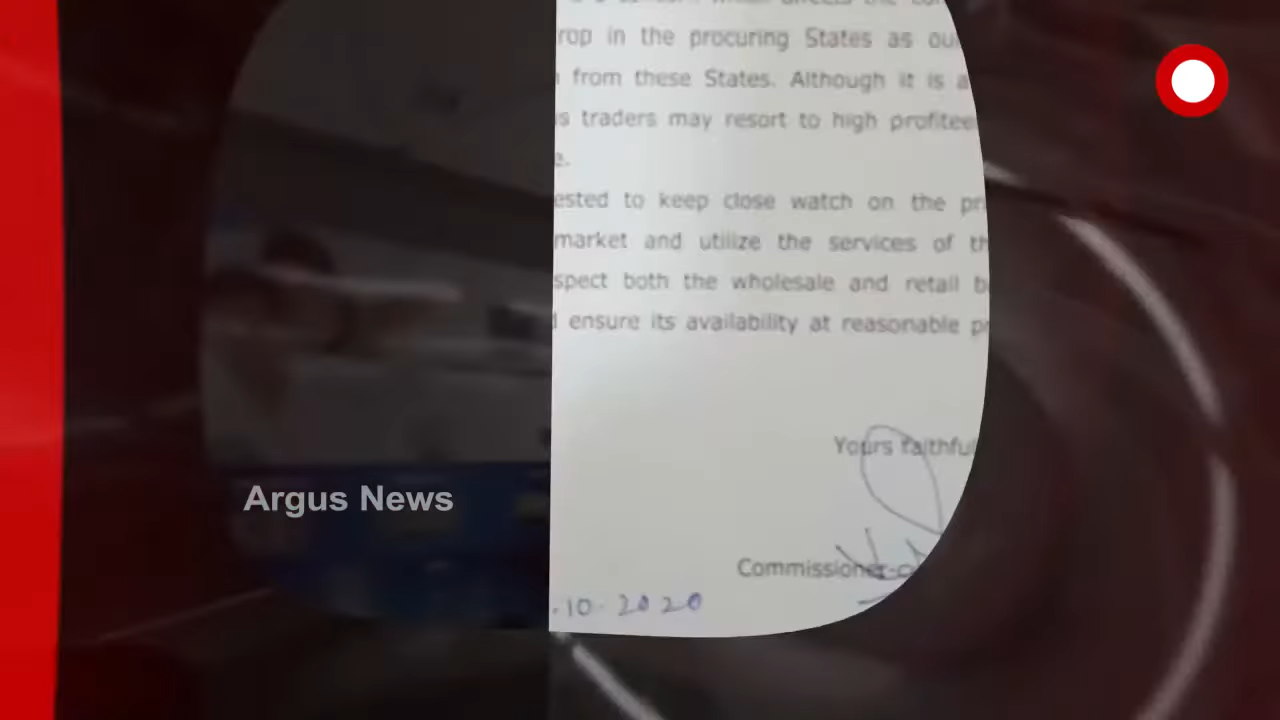 rop in the procuring States as ou
from these States. Although it is a
s traders may resort to high profitee
e.
ested to keep close watch on the pr
market and utilize the services of th
spect both the wholesale and retail b
ensure its availability at reasonable pr
Yours faithful
Argus News
Commissioner
.10.2020